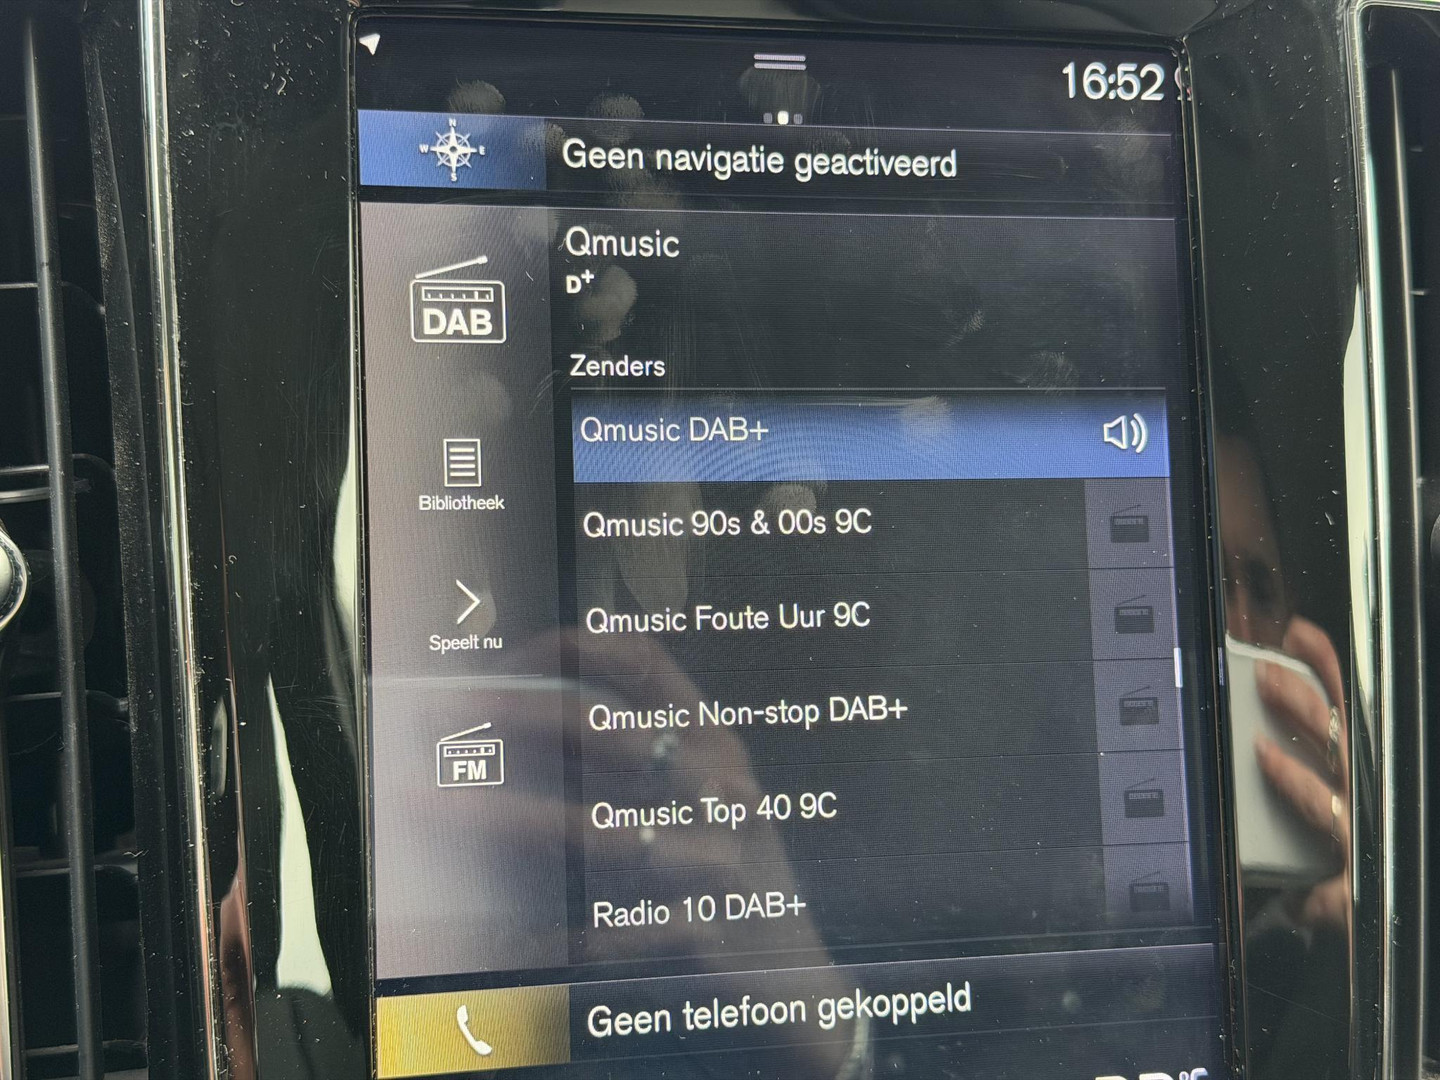 16:52
N
W E
S
Geen navigatie geactiveerd
Qmusic
D+
DAB
Zenders
Qmusic DAB+
Bibliotheek
Qmusic 90s & 00s 9C
Qmusic Foute Uur 9C
Speelt nu
Qmusic Non-stop DAB+
FM
Qmusic Top 40 9C
Radio 10 DAB+
Geen telefoon gekoppeld